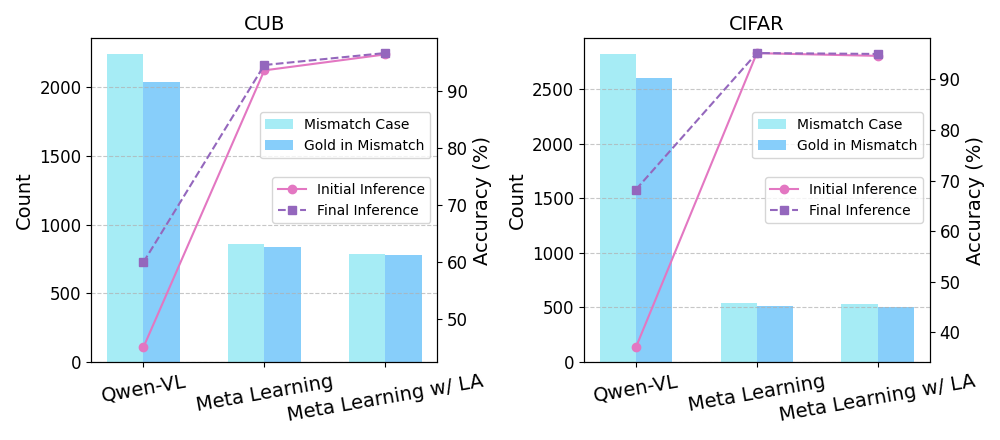 CUB
2000
1500
1000
500
0
Count
90
80
70
60
50
Accuracy (%)
Mismatch Case
Gold in Mismatch
Initial Inference
Final Inference
Qwen-VL
Meta Learning
Meta Learning w/ LA
CIFAR
2500
2000
1500
1000
500
0
Count
90
80
70
60
50
40
Accuracy (%)
Mismatch Case
Gold in Mismatch
Initial Inference
Final Inference
Qwen-VL
Meta Learning
Meta Learning w/ LA